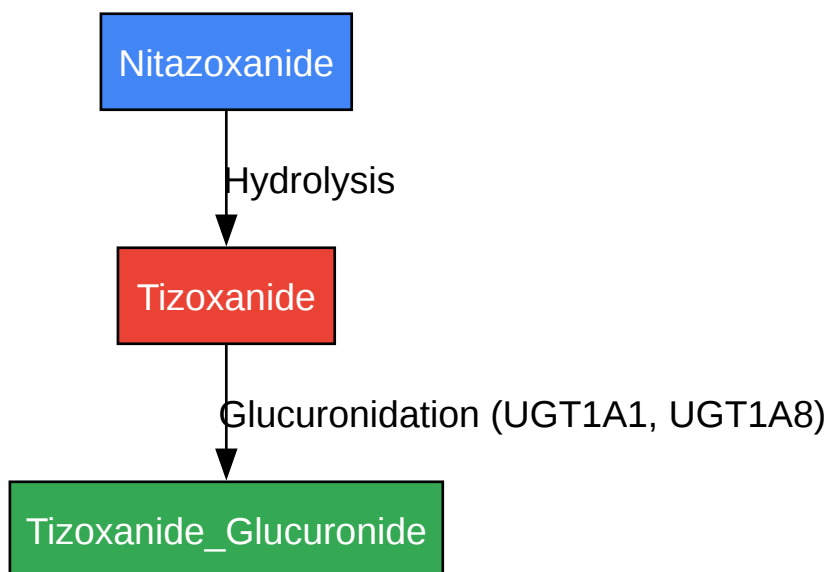 Nitazoxanide
Hydrolysis
Tizoxanide
Glucuronidation (UGT1A1, UGT1A8)
Tizoxanide_Glucuronide